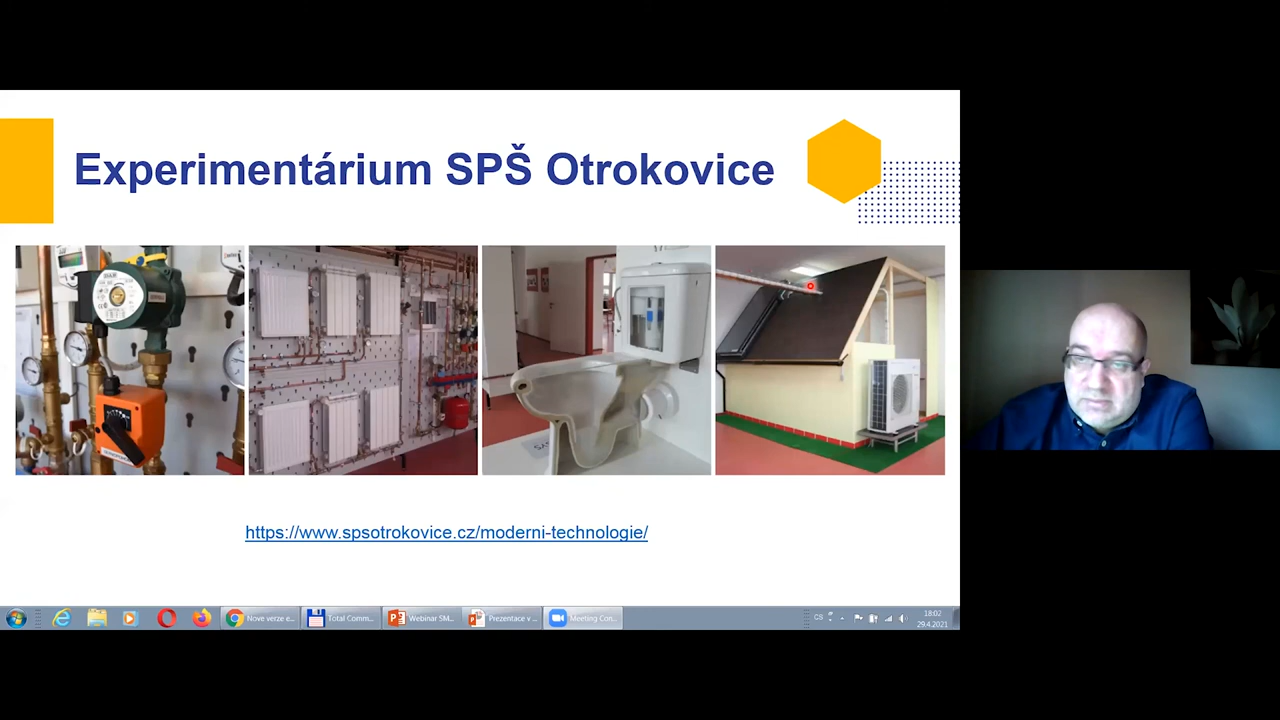 Experimentárium SPŠ Otrokovice
https://www.spsotrokovice.cz/moderni-technologie/
Nove verze e...
Total Comm...
Webinar SM...
Prezentace v ...
Meeting Con...
CS
18:02
29.4.2021